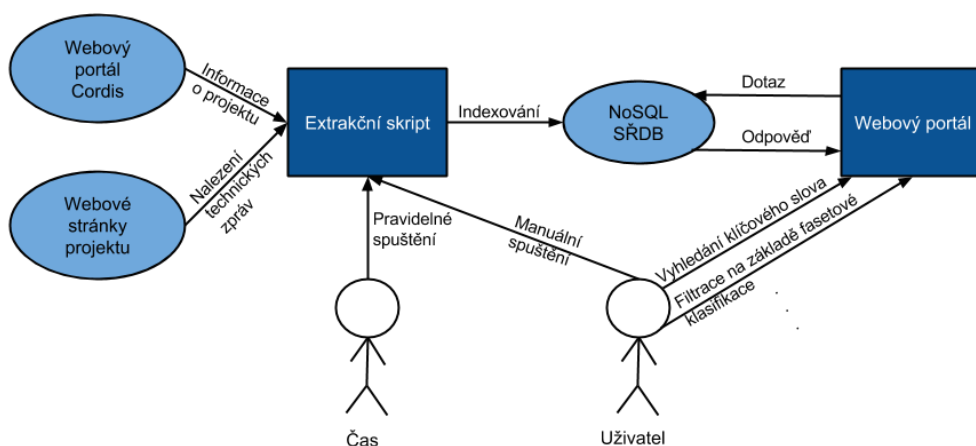 Webový
portál
Cordis
Informace
o projektu
Extrakční skript
Indexování
NoSQL
SŘDB
Dotaz
Odpověď
Webový portál
Webové
stránky
projektu
Nalezení
technických
zpráv
Pravidelné
spuštění
Manuální
spuštění
Vyhledání klíčového slova
Filtrace na základě fasetové
klasifikace
Čas
Uživatel